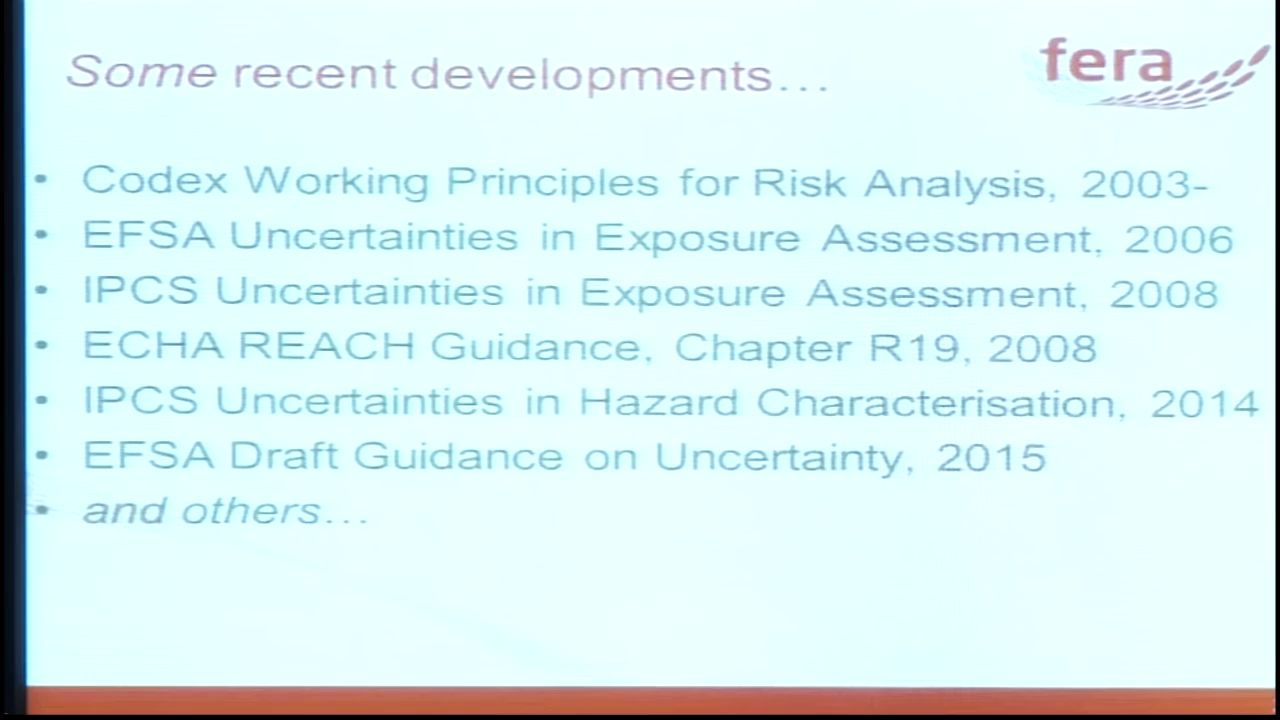 Some recent developments...
fera
• Codex Working Principles for Risk Analysis, 2003-
• EFSA Uncertainties in Exposure Assessment, 2006
• IPCS Uncertainties in Exposure Assessment, 2008
• ECHA REACH Guidance, Chapter R19, 2008
• IPCS Uncertainties in Hazard Characterisation, 2014
• EFSA Draft Guidance on Uncertainty, 2015
• and others...